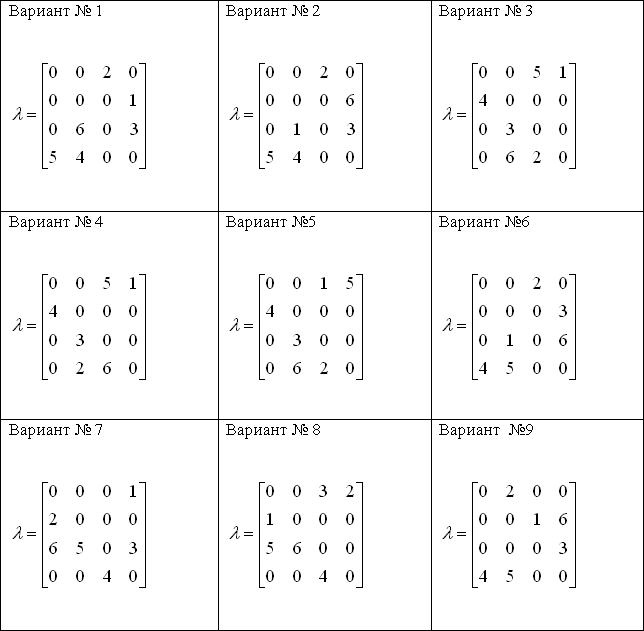 Вариант № 1
Вариант № 2
Вариант № 3
0 0 2 0
0 0 0 1
λ = 0 6 0 3
5 4 0 0
0 0 2 0
0 0 0 6
λ = 0 1 0 3
5 4 0 0
0 0 5 1
4 0 0 0
λ = 0 3 0 0
0 6 2 0
Вариант № 4
Вариант №5
Вариант №6
0 0 5 1
4 0 0 0
λ = 0 3 0 0
0 2 6 0
0 0 1 5
4 0 0 0
λ = 0 3 0 0
0 6 2 0
0 0 2 0
0 0 0 3
λ = 0 1 0 6
4 5 0 0
Вариант № 7
Вариант № 8
Вариант №9
0 0 0 1
2 0 0 0
λ = 6 5 0 3
0 0 4 0
0 0 3 2
1 0 0 0
λ = 5 6 0 0
0 0 4 0
0 2 0 0
0 0 1 6
λ = 0 0 0 3
4 5 0 0